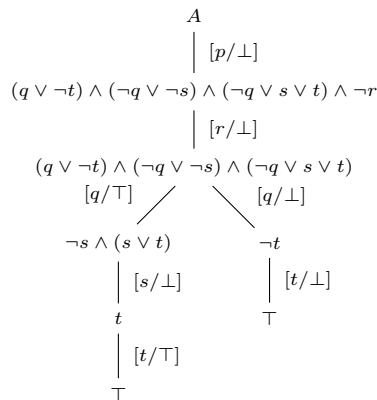 A
[p/⊥]
(q ∨ ¬t) ∧ (¬q ∨ ¬s) ∧ (¬q ∨ s ∨ t) ∧ ¬r
[r/⊥]
(q ∨ ¬t) ∧ (¬q ∨ ¬s) ∧ (¬q ∨ s ∨ t)
[q/⊤] [q/⊥]
¬s ∧ (s ∨ t) ¬t
[s/⊥] [t/⊥]
t ⊤
[t/⊤]
⊤